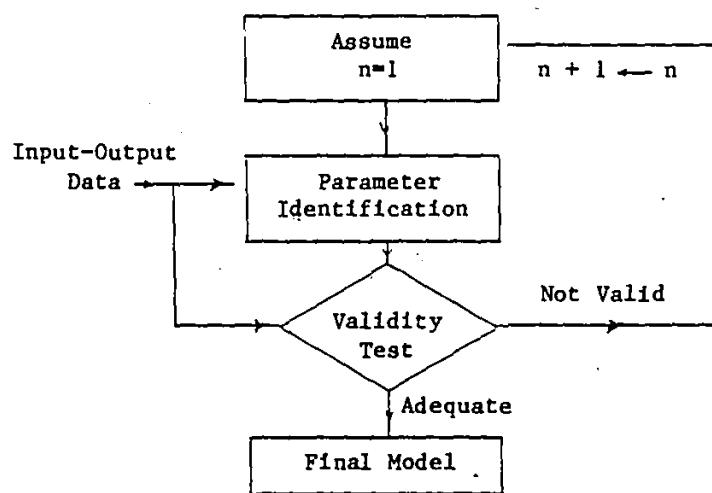 Assume
n=1
n + 1 ← n
Input-Output
Data
Parameter
Identification
Not Valid
Validity
Test
Adequate
Final Model